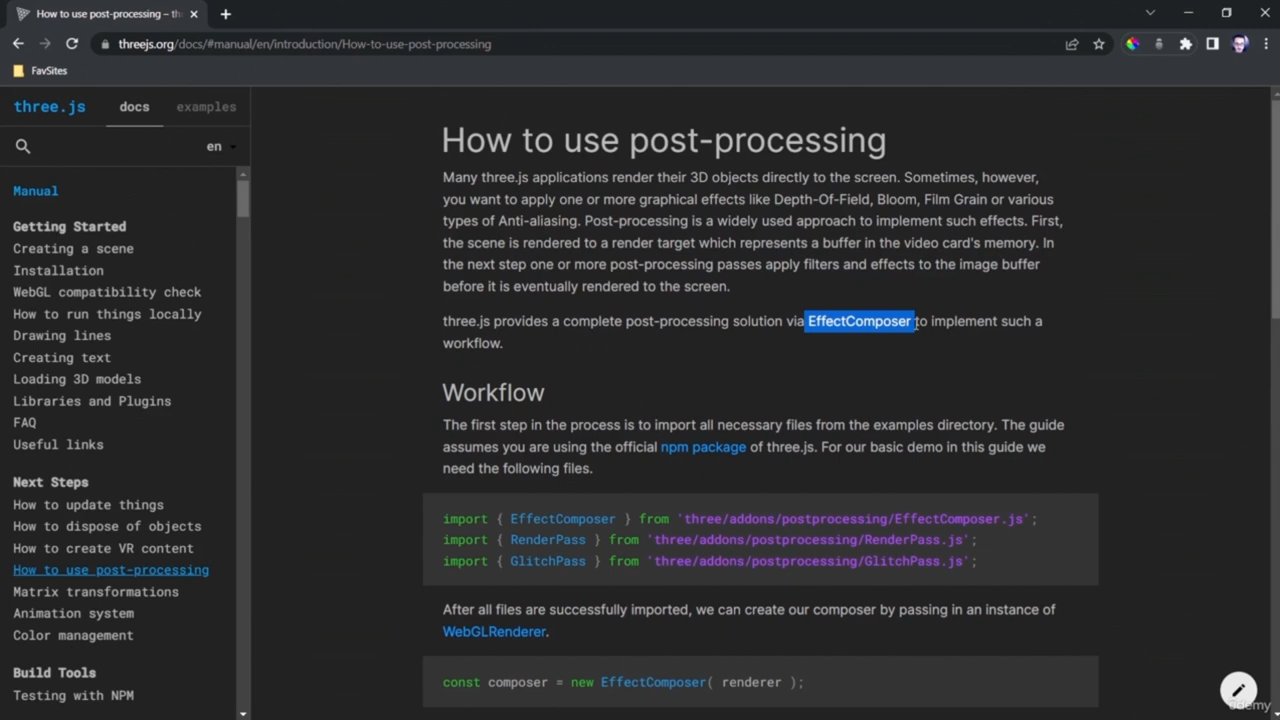 How to use post-processing – th
threejs.org/docs/#manual/en/introduction/How-to-use-post-processing
FavSites
three.js docs examples
en
Manual
Getting Started
Creating a scene
Installation
WebGL compatibility check
How to run things locally
Drawing lines
Creating text
Loading 3D models
Libraries and Plugins
FAQ
Useful links
Next Steps
How to update things
How to dispose of objects
How to create VR content
How to use post-processing
Matrix transformations
Animation system
Color management
Build Tools
Testing with NPM
How to use post-processing
Many three.js applications render their 3D objects directly to the screen. Sometimes, however,
you want to apply one or more graphical effects like Depth-Of-Field, Bloom, Film Grain or various
types of Anti-aliasing. Post-processing is a widely used approach to implement such effects. First,
the scene is rendered to a render target which represents a buffer in the video card's memory. In
the next step one or more post-processing passes apply filters and effects to the image buffer
before it is eventually rendered to the screen.
three.js provides a complete post-processing solution via EffectComposer to implement such a
workflow.
Workflow
The first step in the process is to import all necessary files from the examples directory. The guide
assumes you are using the official npm package of three.js. For our basic demo in this guide we
need the following files.
import { EffectComposer } from 'three/addons/postprocessing/EffectComposer.js';
import { RenderPass } from 'three/addons/postprocessing/RenderPass.js';
import { GlitchPass } from 'three/addons/postprocessing/GlitchPass.js';
After all files are successfully imported, we can create our composer by passing in an instance of
WebGLRenderer.
const composer = new EffectComposer( renderer );
ûdemy